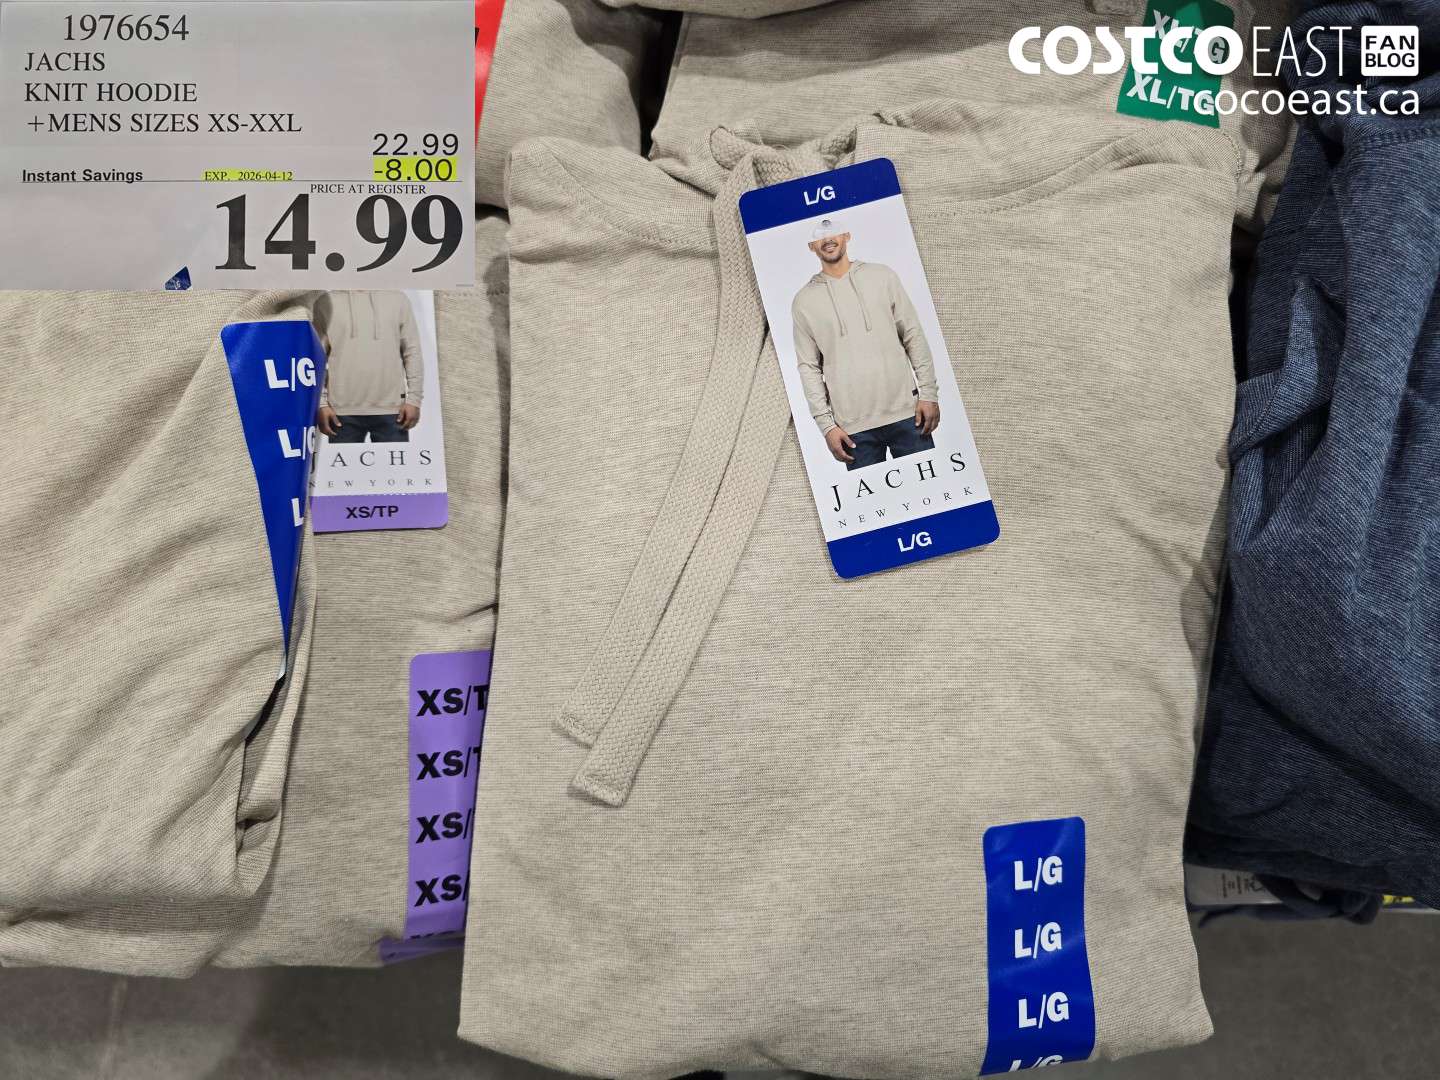 1976654
JACHS
KNIT HOODIE
+MENS SIZES XS-XXL
22.99
Instant Savings EXP. 2026-04-12 -8.00
PRICE AT REGISTER
14.99
COSTCO EAST FAN BLOG
cocoeast.ca
XL/TG
XL/TG
L/G
JACHS
NEW YORK
L/G
L/G
L/G
L
JACHS
NEW YORK
XS/TP
XS/T
XS/T
XS/
XS/
L/G
L/G
L/G
L/G